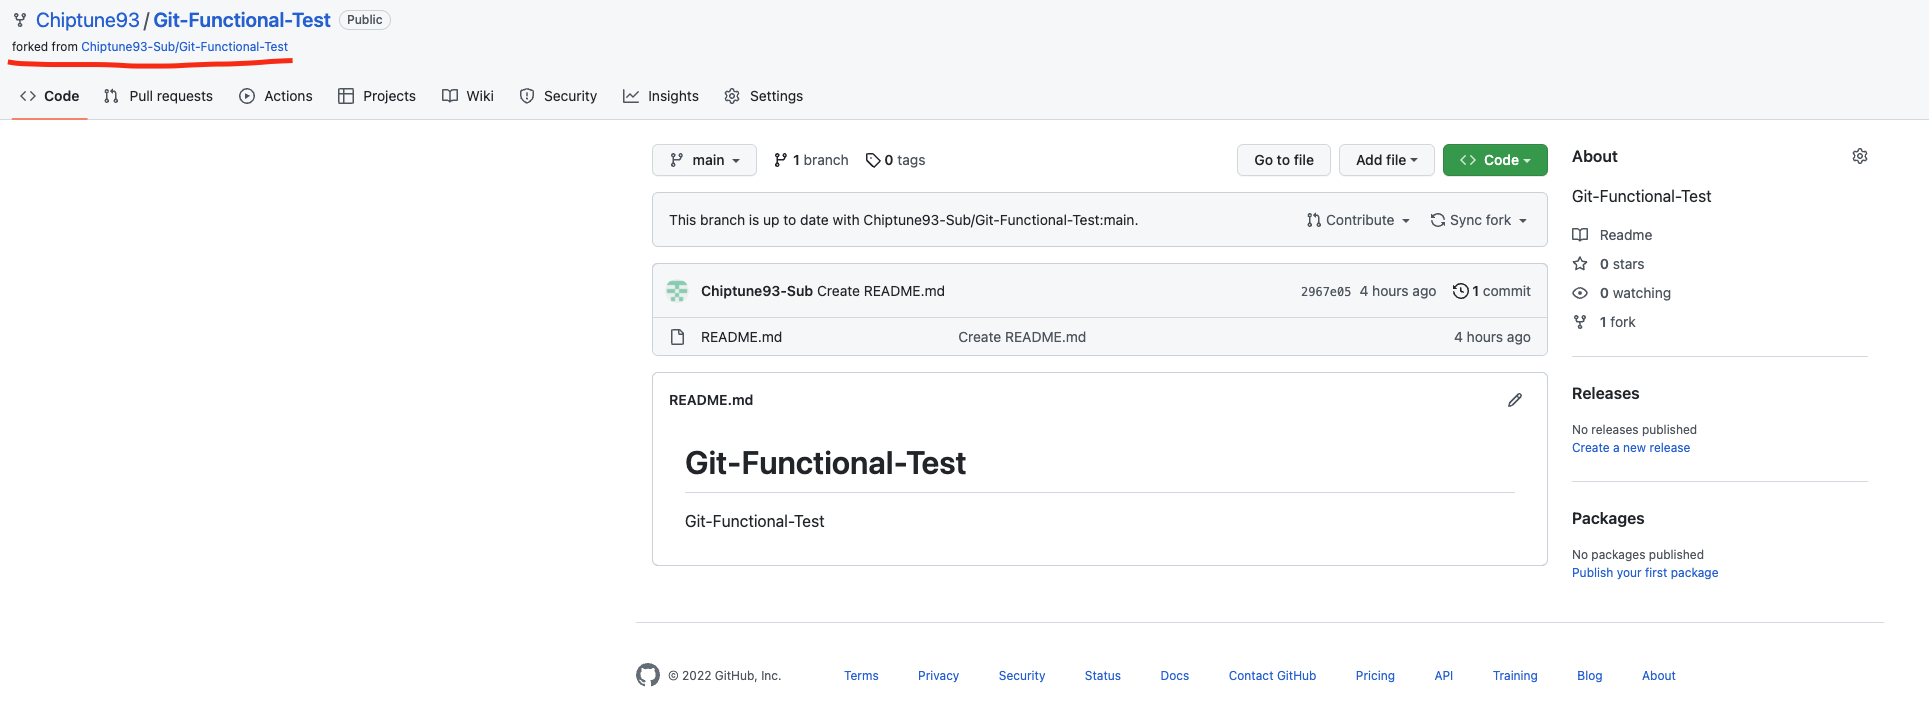 Chiptune93 / Git-Functional-Test Public
forked from Chiptune93-Sub/Git-Functional-Test
Code Pull requests Actions Projects Wiki Security Insights Settings
main 1 branch 0 tags Go to file Add file Code
This branch is up to date with Chiptune93-Sub/Git-Functional-Test:main. Contribute Sync fork
Chiptune93-Sub Create README.md 2967e05 4 hours ago 1 commit
README.md Create README.md 4 hours ago
README.md
Git-Functional-Test
Git-Functional-Test
About
Git-Functional-Test
Readme
0 stars
0 watching
1 fork
Releases
No releases published
Create a new release
Packages
No packages published
Publish your first package
© 2022 GitHub, Inc. Terms Privacy Security Status Docs Contact GitHub Pricing API Training Blog About